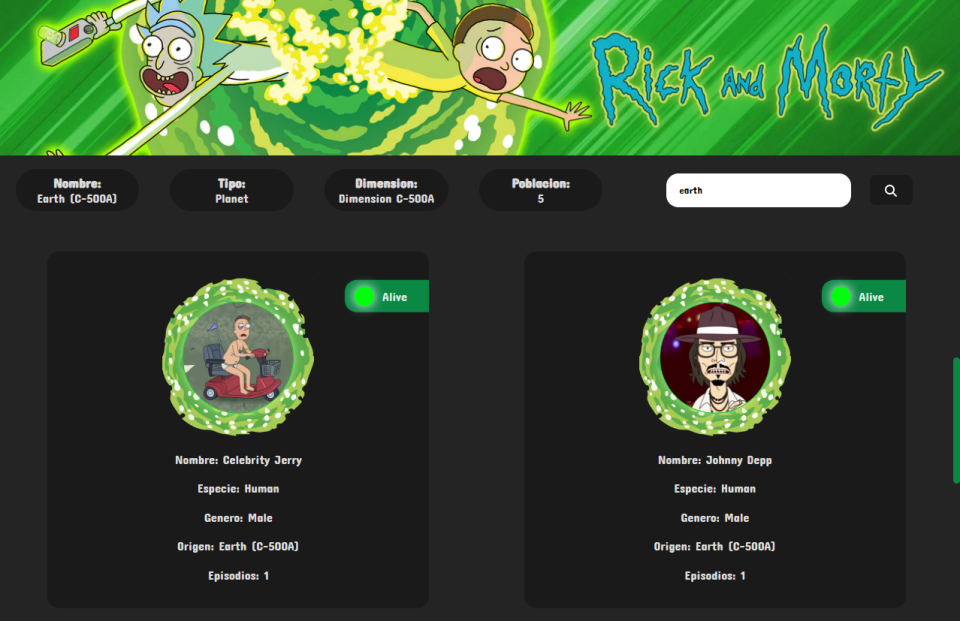 Rick and Morty
Nombre:
Earth (C-500A)
Tipo:
Planet
Dimension:
Dimension C-500A
Poblacion:
5
earth
Alive
Nombre: Celebrity Jerry
Especie: Human
Genero: Male
Origen: Earth (C-500A)
Episodios: 1
Alive
Nombre: Johnny Depp
Especie: Human
Genero: Male
Origen: Earth (C-500A)
Episodios: 1